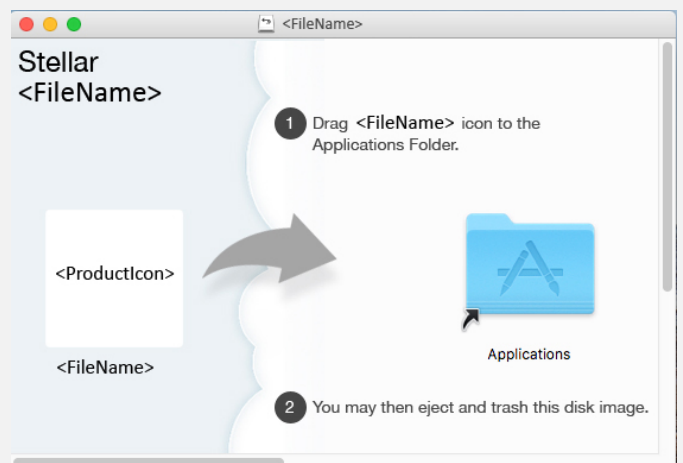 <FileName>
Stellar
<FileName>
1 Drag <FileName> icon to the
Applications Folder.
<ProductIcon>
<FileName>
Applications
2 You may then eject and trash this disk image.